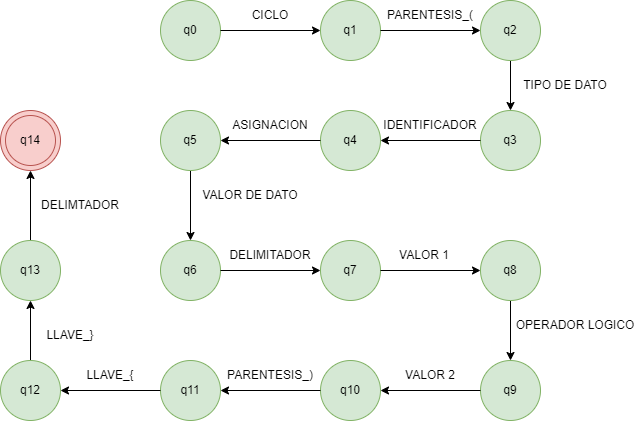 q0
CICLO
q1
PARENTESIS_(
q2
TIPO DE DATO
q3
IDENTIFICADOR
q4
ASIGNACION
q5
VALOR DE DATO
q6
DELIMITADOR
q7
VALOR 1
q8
OPERADOR LOGICO
q9
VALOR 2
q10
PARENTESIS_)
q11
LLAVE_{
q12
LLAVE_}
q13
DELIMTADOR
q14